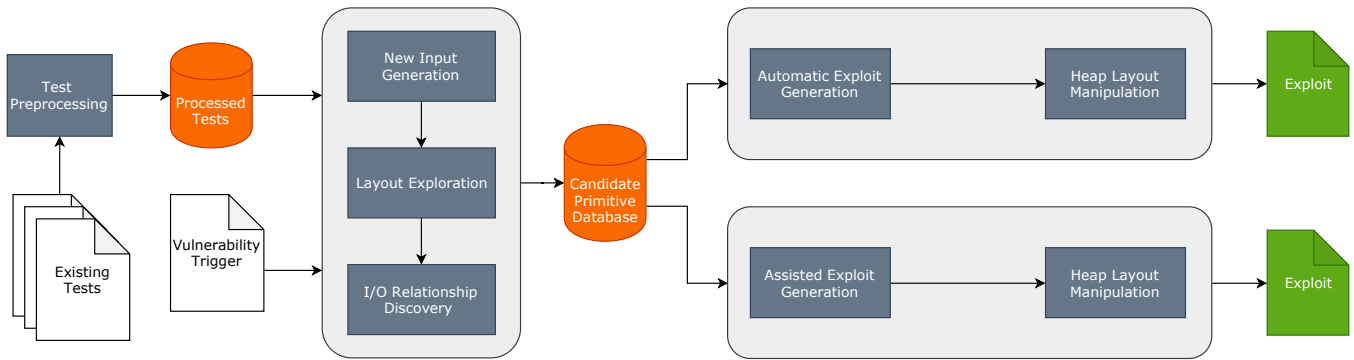 Test
Preprocessing
Processed
Tests
Existing
Tests
Vulnerability
Trigger
New Input
Generation
Layout Exploration
I/O Relationship
Discovery
Candidate
Primitive
Database
Automatic Exploit
Generation
Heap Layout
Manipulation
Exploit
Assisted Exploit
Generation
Heap Layout
Manipulation
Exploit